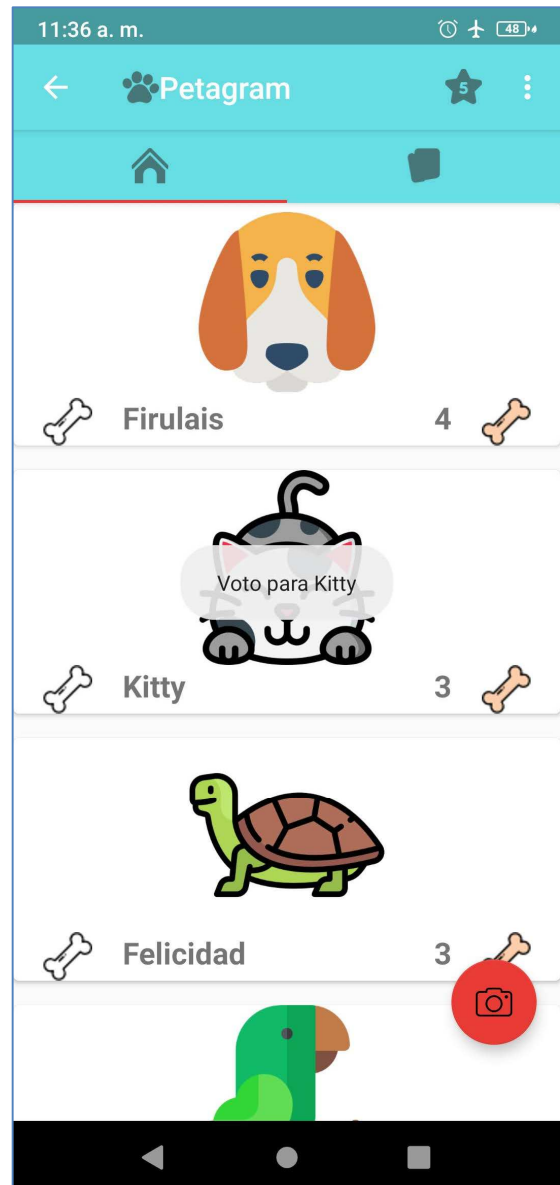 11:36 a. m.
48
Petagram
5
Firulais
4
Voto para Kitty
Kitty
3
Felicidad
3